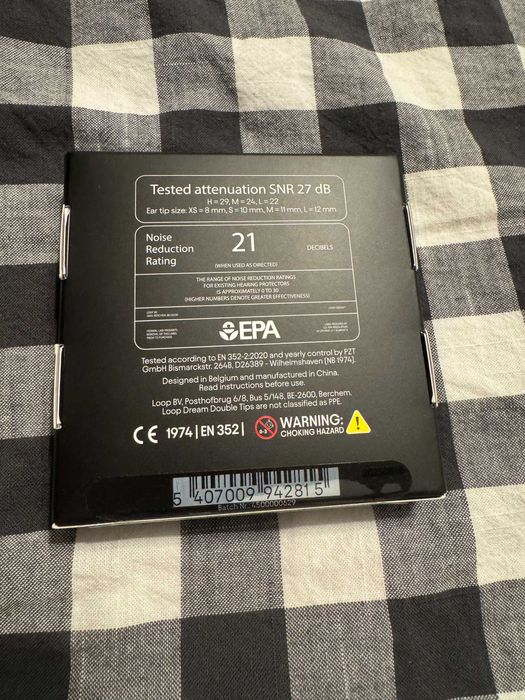 Tested attenuation SNR 27 dB
H = 29, M = 24, L = 22
Ear tip size: XS = 8 mm, S = 10 mm, M = 11 mm, L = 12 mm
Noise
Reduction
Rating
21
DECIBELS
(WHEN USED AS DIRECTED)
THE RANGE OF NOISE REDUCTION RATINGS
FOR EXISTING HEARING PROTECTORS
IS APPROXIMATELY 0 TO 30
(HIGHER NUMBERS DENOTE GREATER EFFECTIVENESS)
EPA
Tested according to EN 352-2:2020 and yearly control by PZT
GmbH Bismarckstr. 264B, D26389 - Wilhelmshaven [NB 1974].
Designed in Belgium and manufactured in China.
Read instructions before use.
Loop BV, Posthofbrug 6/8, Bus 5/148, BE-2600, Berchem.
Loop Dream Double Tips are not classified as PPE.
CE 1974 | EN 352 | 0-3 WARNING:
CHOKING HAZARD
5 407009 942815
Batch Nr. 4500000629